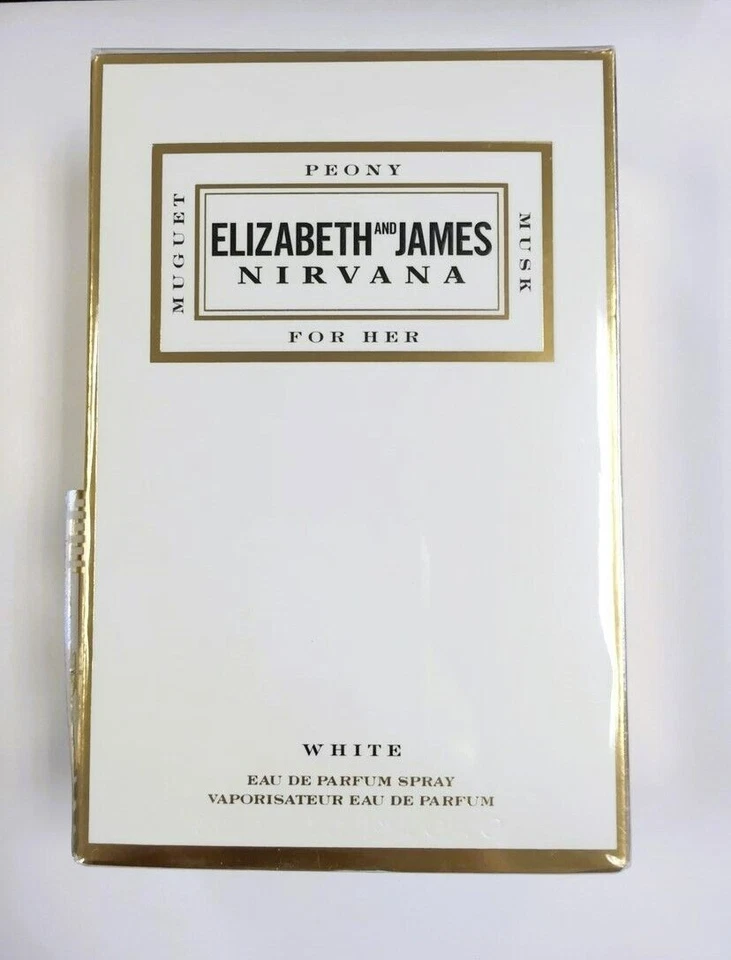 PEONY
MUGUET
ELIZABETH AND JAMES
NIRVANA
MUSK
FOR HER
WHITE
EAU DE PARFUM SPRAY
VAPORISATEUR EAU DE PARFUM